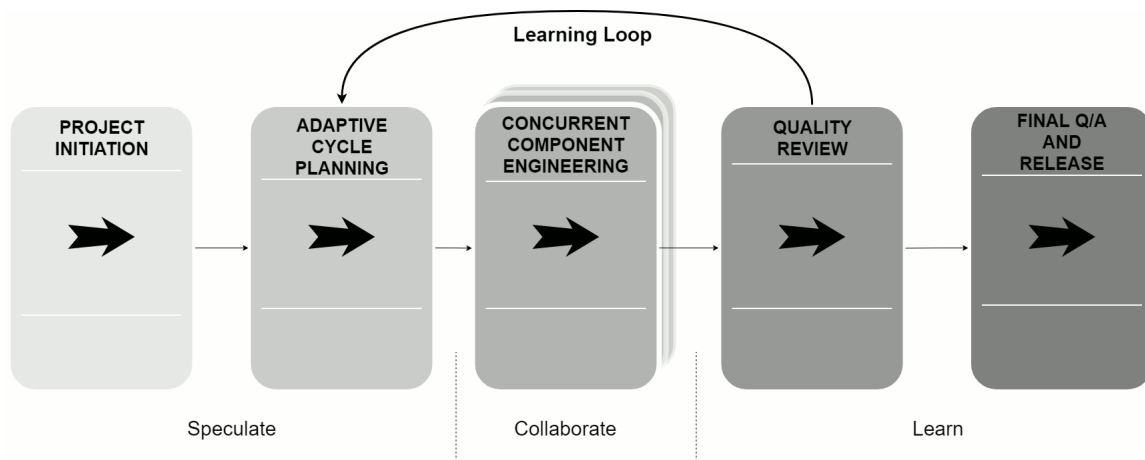 Learning Loop
PROJECT
INITIATION
ADAPTIVE
CYCLE
PLANNING
CONCURRENT
COMPONENT
ENGINEERING
QUALITY
REVIEW
FINAL Q/A
AND
RELEASE
Speculate
Collaborate
Learn